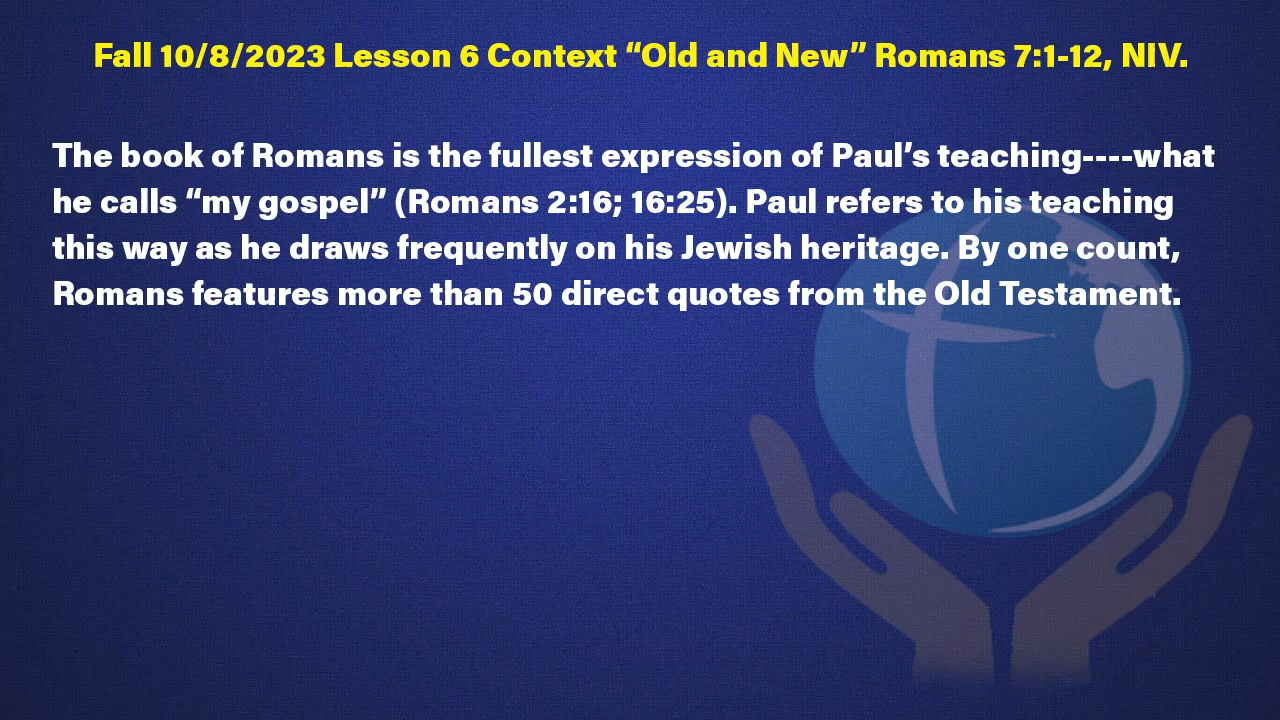 Fall 10/8/2023 Lesson 6 Context “Old and New” Romans 7:1-12, NIV.
The book of Romans is the fullest expression of Paul’s teaching----what
he calls “my gospel” (Romans 2:16; 16:25). Paul refers to his teaching
this way as he draws frequently on his Jewish heritage. By one count,
Romans features more than 50 direct quotes from the Old Testament.